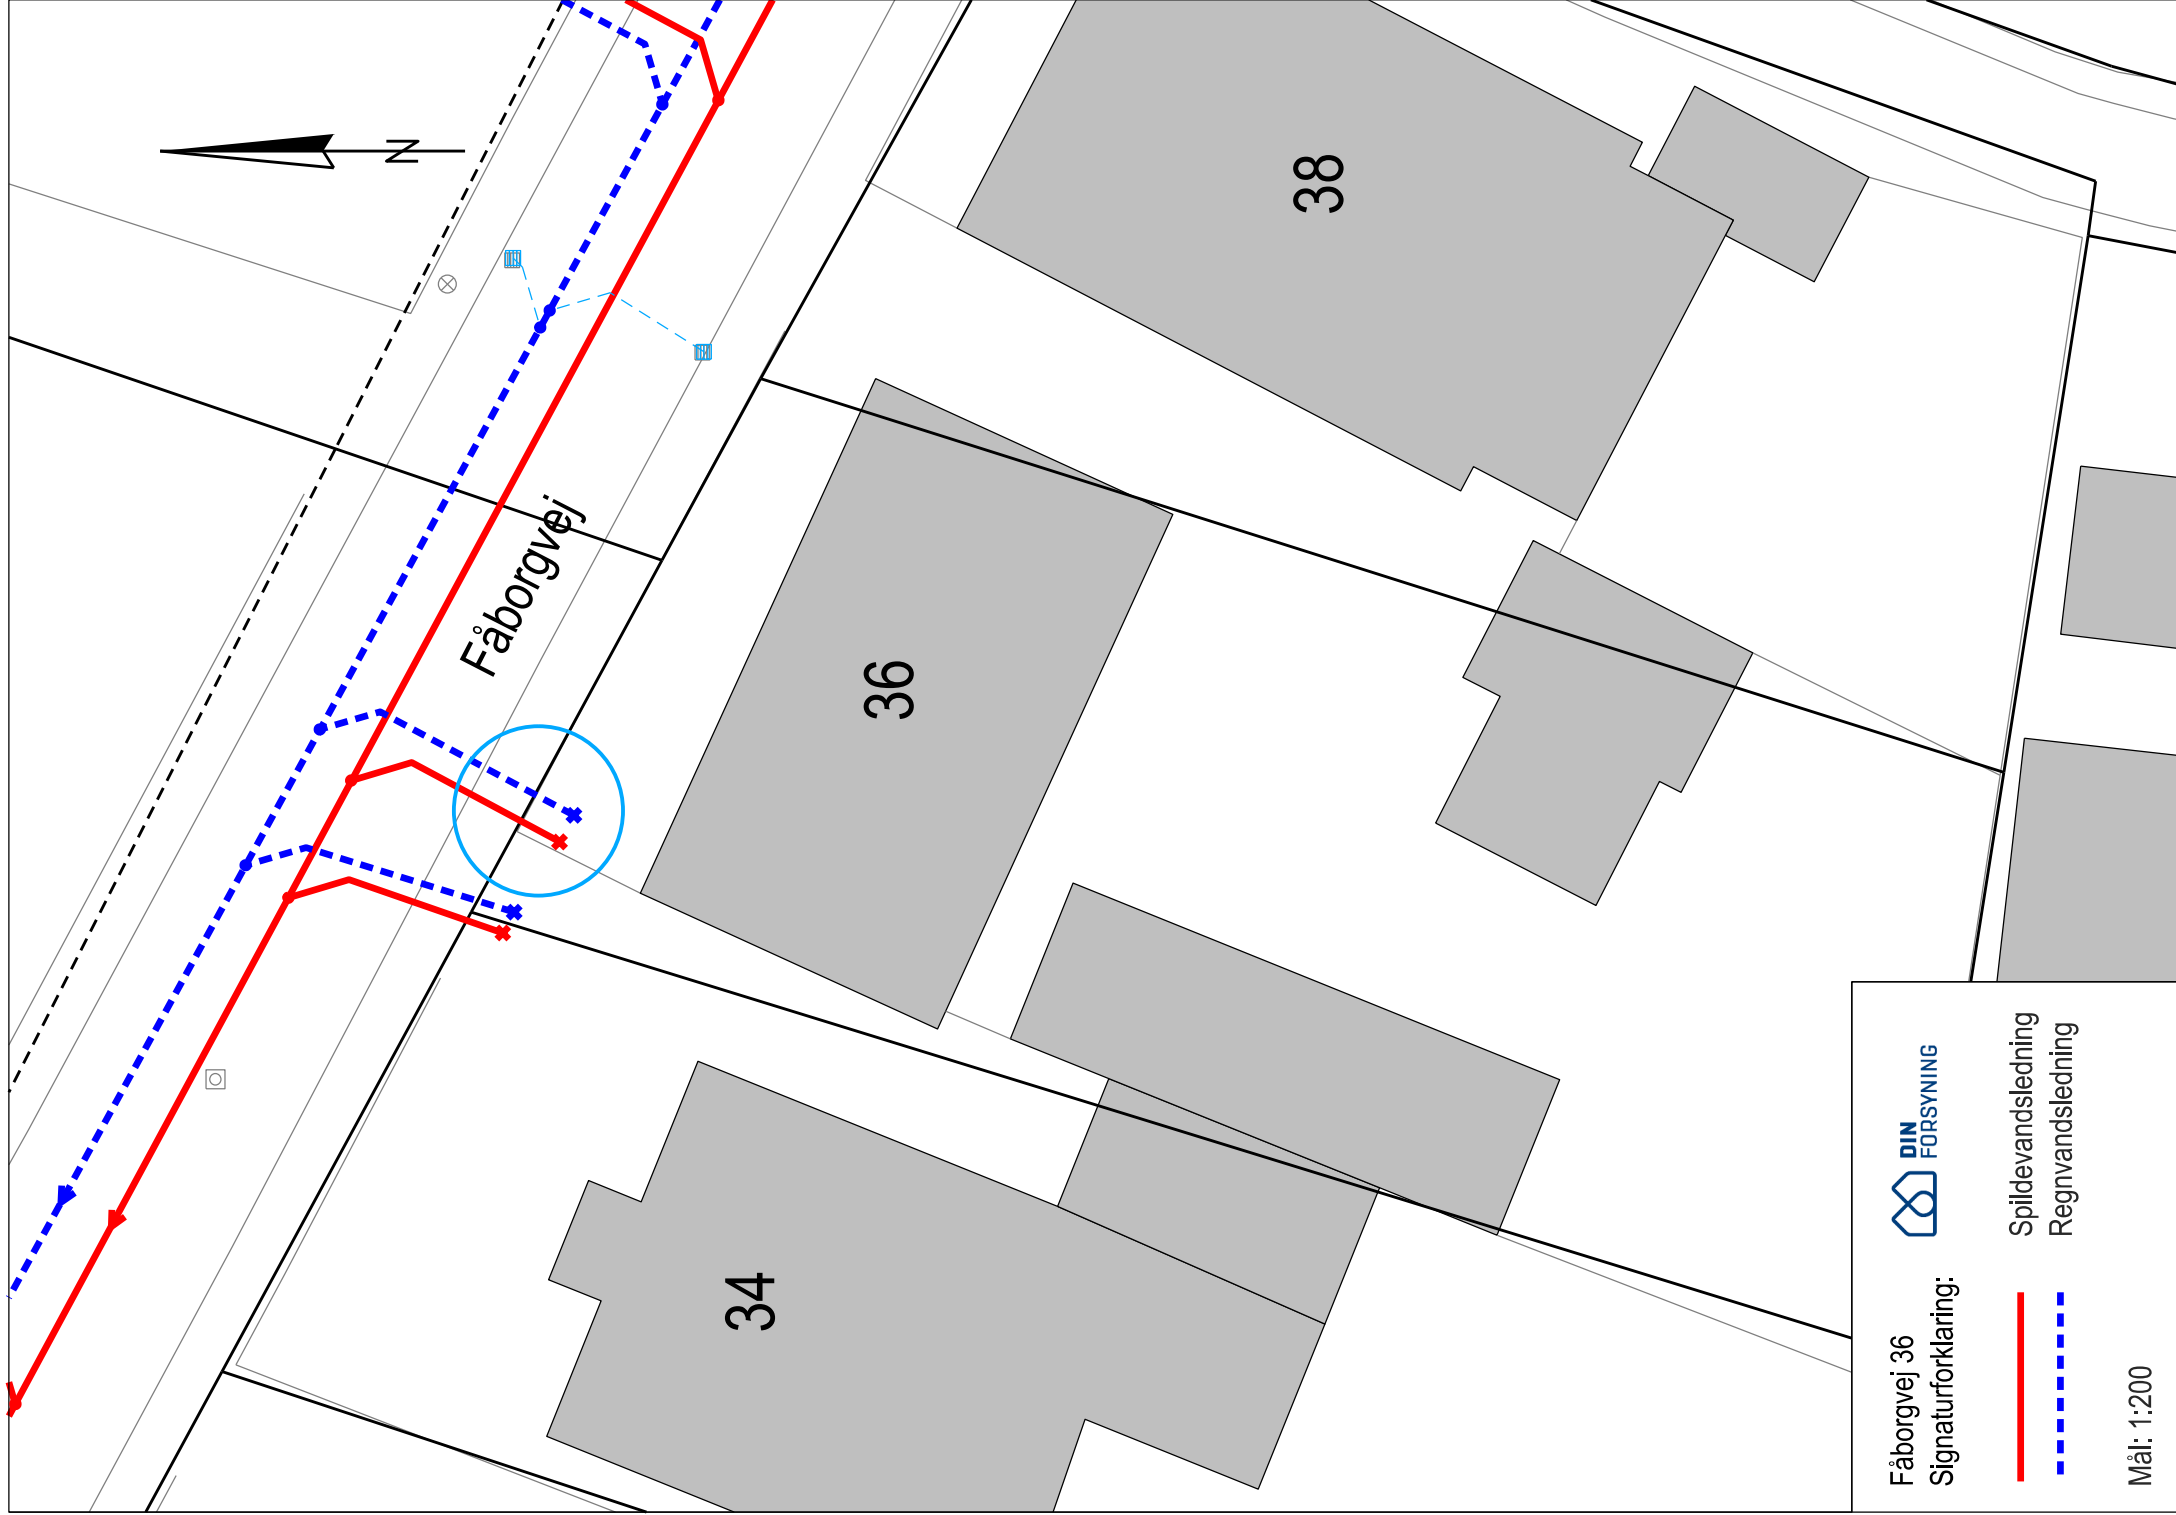 N
Fåborgvej
38
36
34
Fåborgvej 36
Signaturforklaring:
DIN
FORSYNING
Spildevandsledning
Regnvandsledning
Mål: 1:200